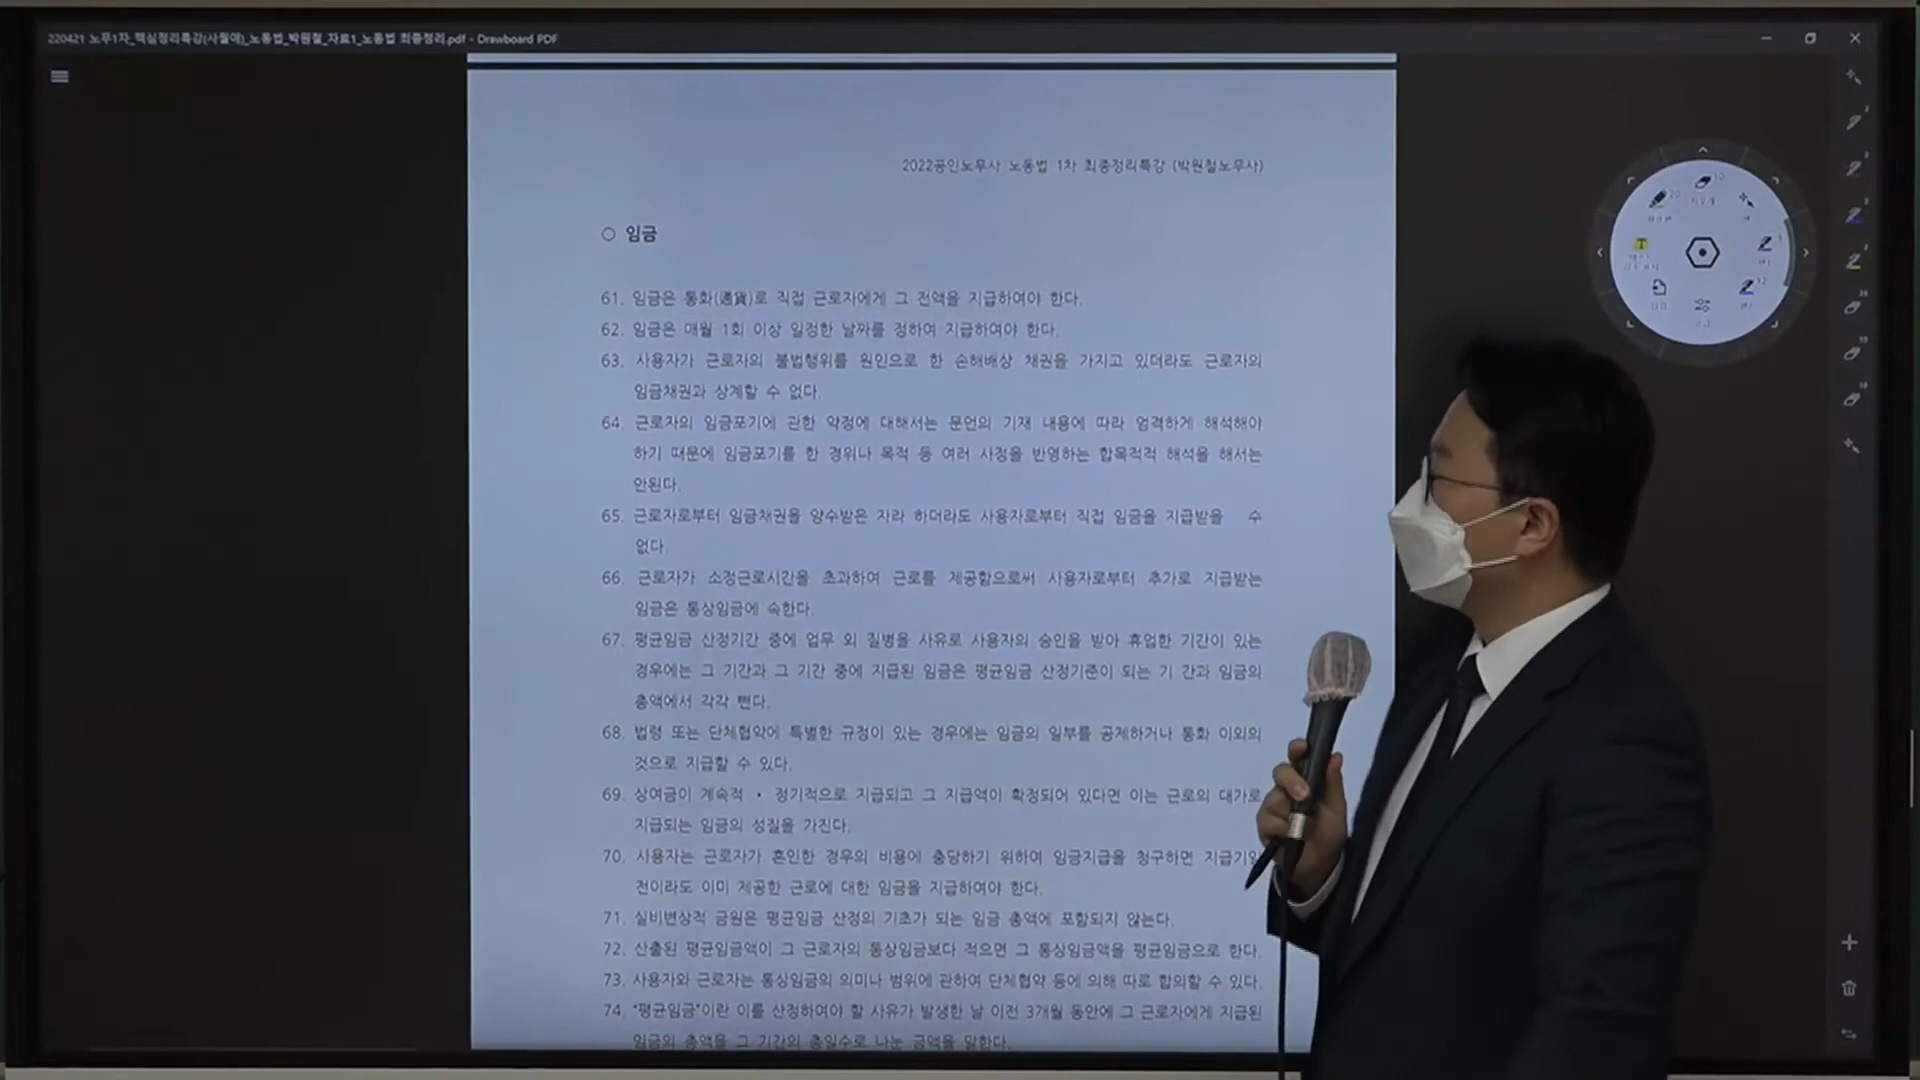 220421 노무1차_핵심정리특강(사월애)_노동법_박원철_자료1_노동법 최종정리.pdf - Drawboard PDF
2022공인노무사 노동법 1차 최종정리특강 (박원철노무사)
○ 임금
61. 임금은 통화(通貨)로 직접 근로자에게 그 전액을 지급하여야 한다.
62. 임금은 매월 1회 이상 일정한 날짜를 정하여 지급하여야 한다.
63. 사용자가 근로자의 불법행위를 원인으로 한 손해배상 채권을 가지고 있더라도 근로자의
임금채권과 상계할 수 없다.
64. 근로자의 임금포기에 관한 약정에 대해서는 문언의 기재 내용에 따라 엄격하게 해석해야
하기 때문에 임금포기를 한 경위나 목적 등 여러 사정을 반영하는 합목적적 해석을 해서는
안된다.
65. 근로자로부터 임금채권을 양수받은 자라 하더라도 사용자로부터 직접 임금을 지급받을 수
없다.
66. 근로자가 소정근로시간을 초과하여 근로를 제공함으로써 사용자로부터 추가로 지급받는
임금은 통상임금에 속한다.
67. 평균임금 산정기간 중에 업무 외 질병을 사유로 사용자의 승인을 받아 휴업한 기간이 있는
경우에는 그 기간과 그 기간 중에 지급된 임금은 평균임금 산정기준이 되는 기 간과 임금의
총액에서 각각 뺀다.
68. 법령 또는 단체협약에 특별한 규정이 있는 경우에는 임금의 일부를 공제하거나 통화 이외의
것으로 지급할 수 있다.
69. 상여금이 계속적 · 정기적으로 지급되고 그 지급액이 확정되어 있다면 이는 근로의 대가로
지급되는 임금의 성질을 가진다.
70. 사용자는 근로자가 혼인한 경우의 비용에 충당하기 위하여 임금지급을 청구하면 지급기일
전이라도 이미 제공한 근로에 대한 임금을 지급하여야 한다.
71. 실비변상적 금원은 평균임금 산정의 기초가 되는 임금 총액에 포함되지 않는다.
72. 산출된 평균임금액이 그 근로자의 통상임금보다 적으면 그 통상임금액을 평균임금으로 한다.
73. 사용자와 근로자는 통상임금의 의미나 범위에 관하여 단체협약 등에 의해 따로 합의할 수 있다.
74. "평균임금"이란 이를 산정하여야 할 사유가 발생한 날 이전 3개월 동안에 그 근로자에게 지급된
임금의 총액을 그 기간의 총일수로 나눈 금액을 말한다.